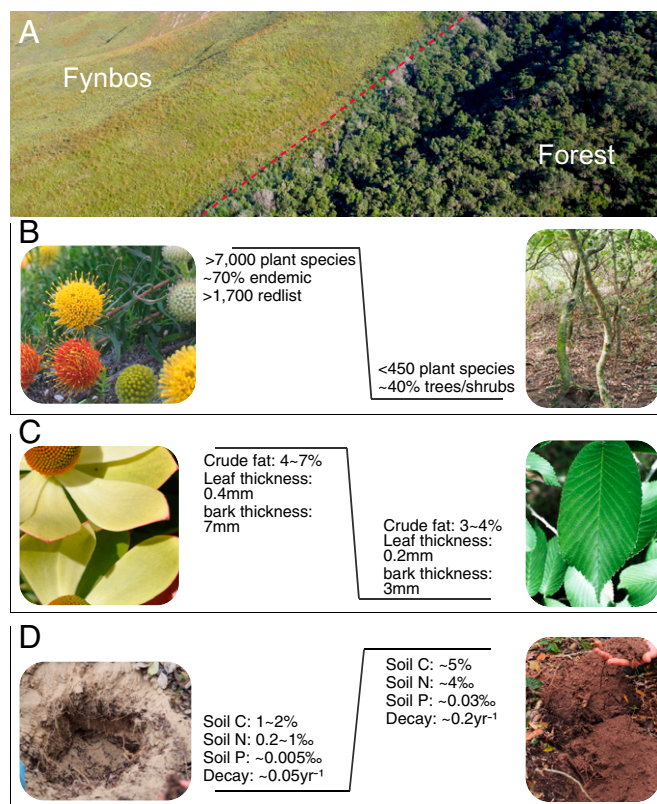 A
Fynbos
Forest
B
>7,000 plant species
~70% endemic
>1,700 redlist
<450 plant species
~40% trees/shrubs
C
Crude fat: 4~7%
Leaf thickness:
0.4mm
bark thickness:
7mm
Crude fat: 3~4%
Leaf thickness:
0.2mm
bark thickness:
3mm
D
Soil C: 1~2%
Soil N: 0.2~1‰
Soil P: ~0.005‰
Decay: ~0.05yr⁻¹
Soil C: ~5%
Soil N: ~4‰
Soil P: ~0.03‰
Decay: ~0.2yr⁻¹